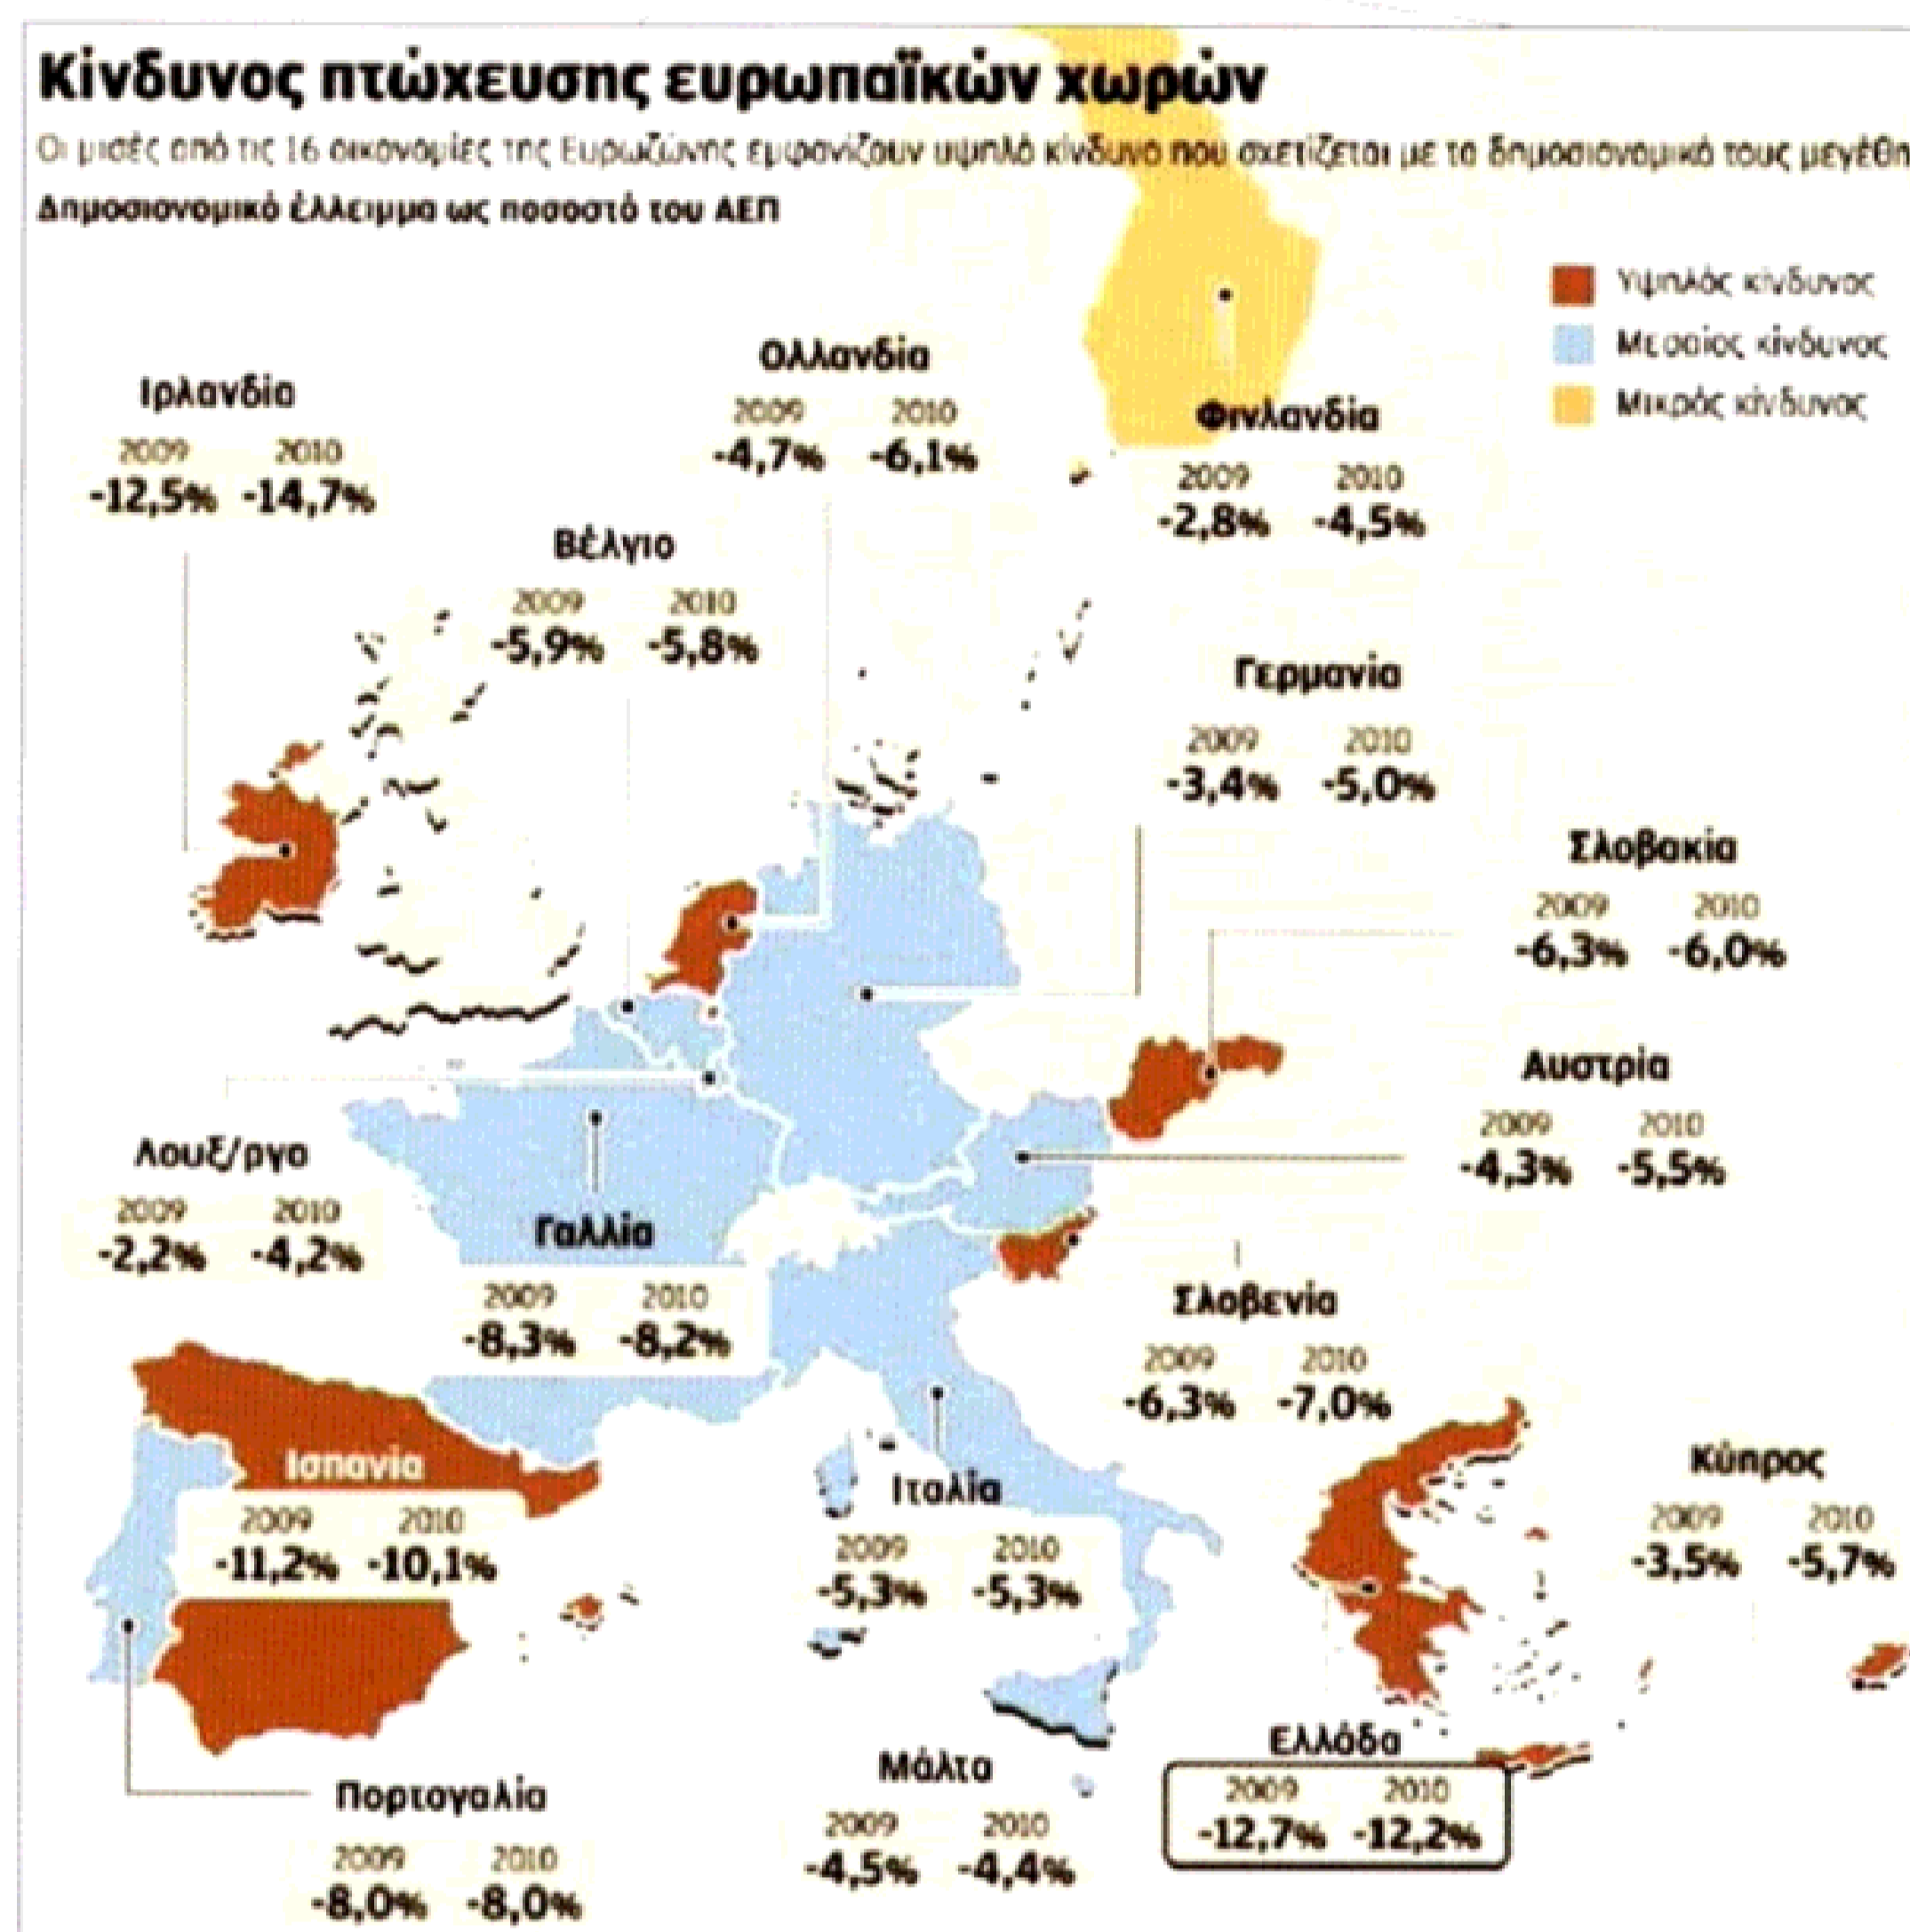 Κίνδυνος πτώχευσης ευρωπαϊκών χωρών
Οι μισές από τις 16 οικονομίες της Ευρωζώνης εμφανίζουν υψηλό κίνδυνο που σχετίζεται με τα δημοσιονομικά τους μεγέθη
Δημοσιονομικό έλλειμμα ως ποσοστό του ΑΕΠ
Υψηλός κίνδυνος
Μεσαίος κίνδυνος
Μικρός κίνδυνος
Ολλανδία
2009 2010
-4,7% -6,1%
Ιρλανδία
2009 2010
-12,5% -14,7%
Φινλανδία
2009 2010
-2,8% -4,5%
Βέλγιο
2009 2010
-5,9% -5,8%
Γερμανία
2009 2010
-3,4% -5,0%
Σλοβακία
2009 2010
-6,3% -6,0%
Αυστρία
2009 2010
-4,3% -5,5%
Λουξ/ργο
2009 2010
-2,2% -4,2%
Γαλλία
2009 2010
-8,3% -8,2%
Σλοβενία
2009 2010
-6,3% -7,0%
Ισπανία
2009 2010
-11,2% -10,1%
Ιταλία
2009 2010
-5,3% -5,3%
Κύπρος
2009 2010
-3,5% -5,7%
Ελλάδα
2009 2010
-12,7% -12,2%
Μάλτα
2009 2010
-4,5% -4,4%
Πορτογαλία
2009 2010
-8,0% -8,0%